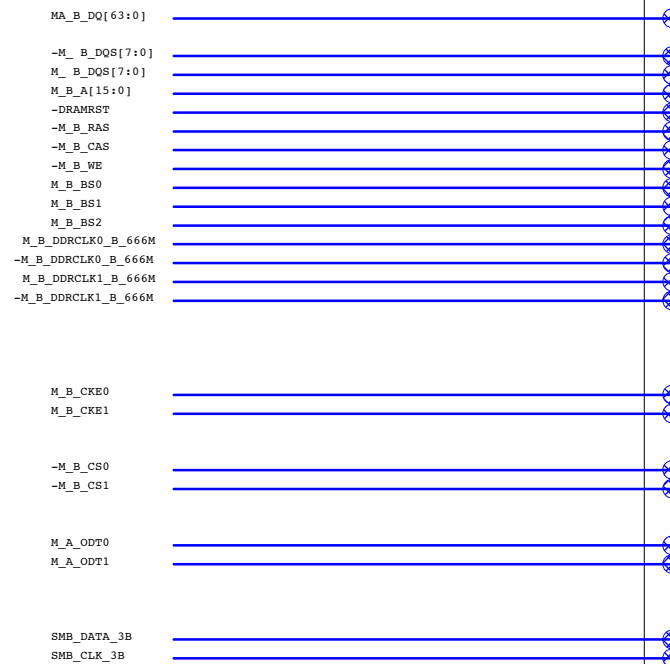 MA_B_DQ[63:0]
-M_ B_DQS[7:0]
M_ B_DQS[7:0]
M_B_A[15:0]
-DRAMRST
-M_B_RAS
-M_B_CAS
-M_B_WE
M_B_BS0
M_B_BS1
M_B_BS2
M_B_DDRCLK0_B_666M
-M_B_DDRCLK0_B_666M
M_B_DDRCLK1_B_666M
-M_B_DDRCLK1_B_666M
M_B_CKE0
M_B_CKE1
-M_B_CS0
-M_B_CS1
M_A_ODT0
M_A_ODT1
SMB_DATA_3B
SMB_CLK_3B